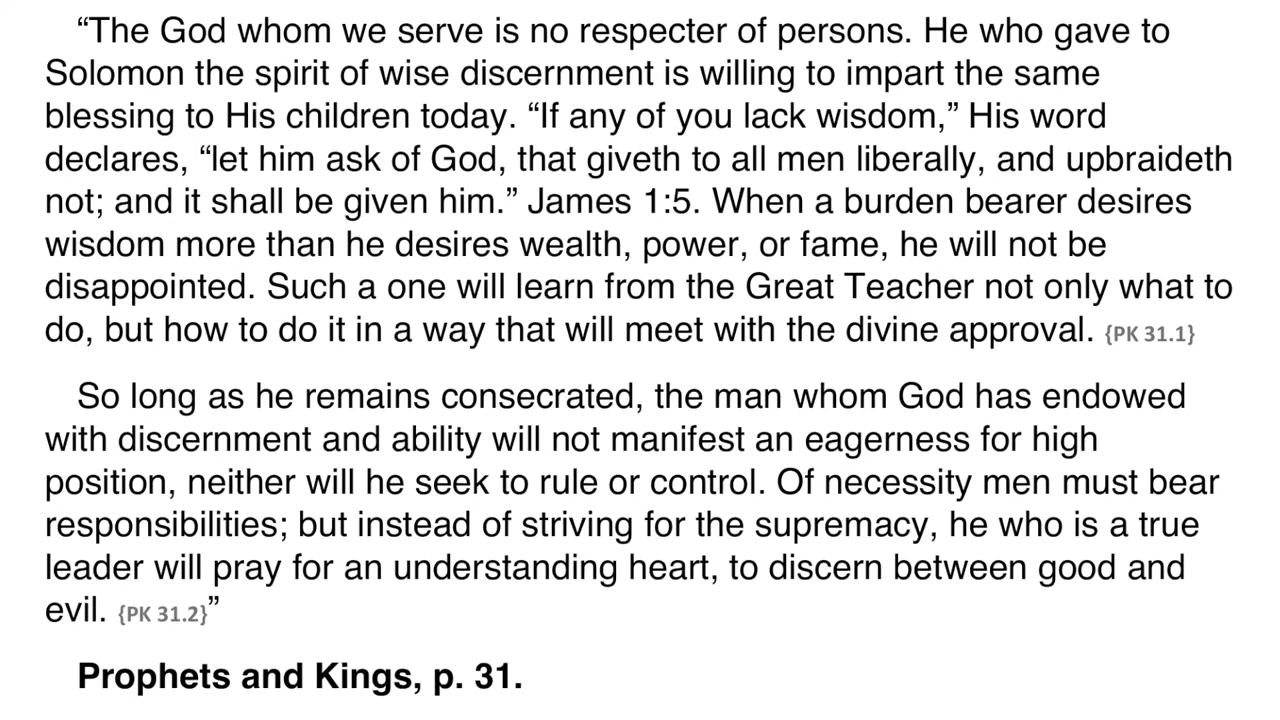 “The God whom we serve is no respecter of persons. He who gave to
Solomon the spirit of wise discernment is willing to impart the same
blessing to His children today. “If any of you lack wisdom,” His word
declares, “let him ask of God, that giveth to all men liberally, and upbraideth
not; and it shall be given him.” James 1:5. When a burden bearer desires
wisdom more than he desires wealth, power, or fame, he will not be
disappointed. Such a one will learn from the Great Teacher not only what to
do, but how to do it in a way that will meet with the divine approval. {PK 31.1}
So long as he remains consecrated, the man whom God has endowed
with discernment and ability will not manifest an eagerness for high
position, neither will he seek to rule or control. Of necessity men must bear
responsibilities; but instead of striving for the supremacy, he who is a true
leader will pray for an understanding heart, to discern between good and
evil. {PK 31.2}”
Prophets and Kings, p. 31.